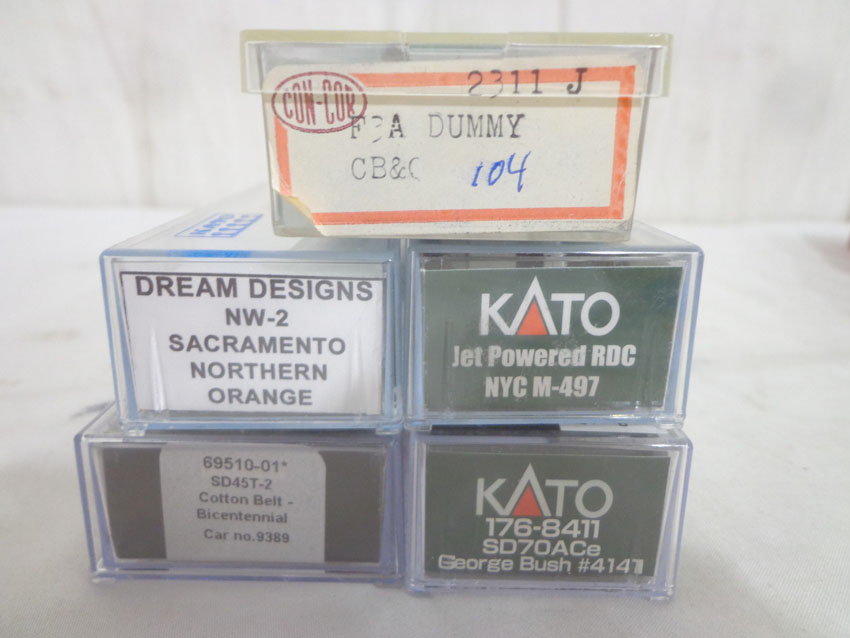 2311 J
CON-COR
F3A DUMMY
CB&Q 104
KATO
DREAM DESIGNS
NW-2
SACRAMENTO
NORTHERN
ORANGE
KATO
Jet Powered RDC
NYC M-497
69510-01*
SD45T-2
Cotton Belt -
Bicentennial
Car no.9389
KATO
176-8411
SD70ACe
George Bush #4141